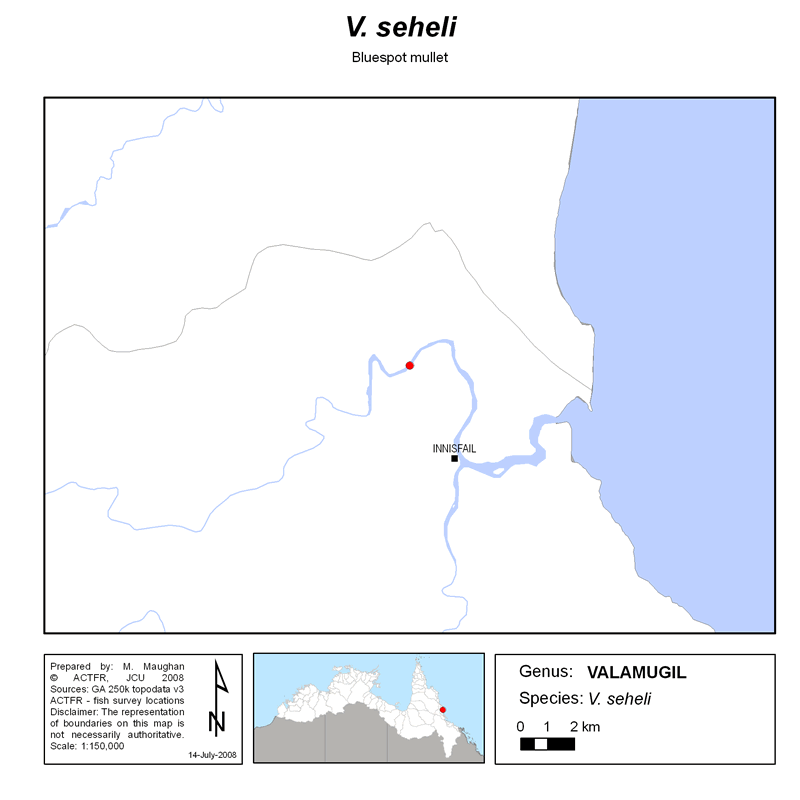 V. seheli
Bluespot mullet
INNISFAIL
Prepared by: M. Maughan
© ACTFR, JCU 2008
Sources: GA 250k topodata v3
ACTFR - fish survey locations
Disclaimer: The representation
of boundaries on this map is
not necessarily authoritative.
Scale: 1:150,000
N
14-July-2008
Genus: VALAMUGIL
Species: V. seheli
0 1 2 km